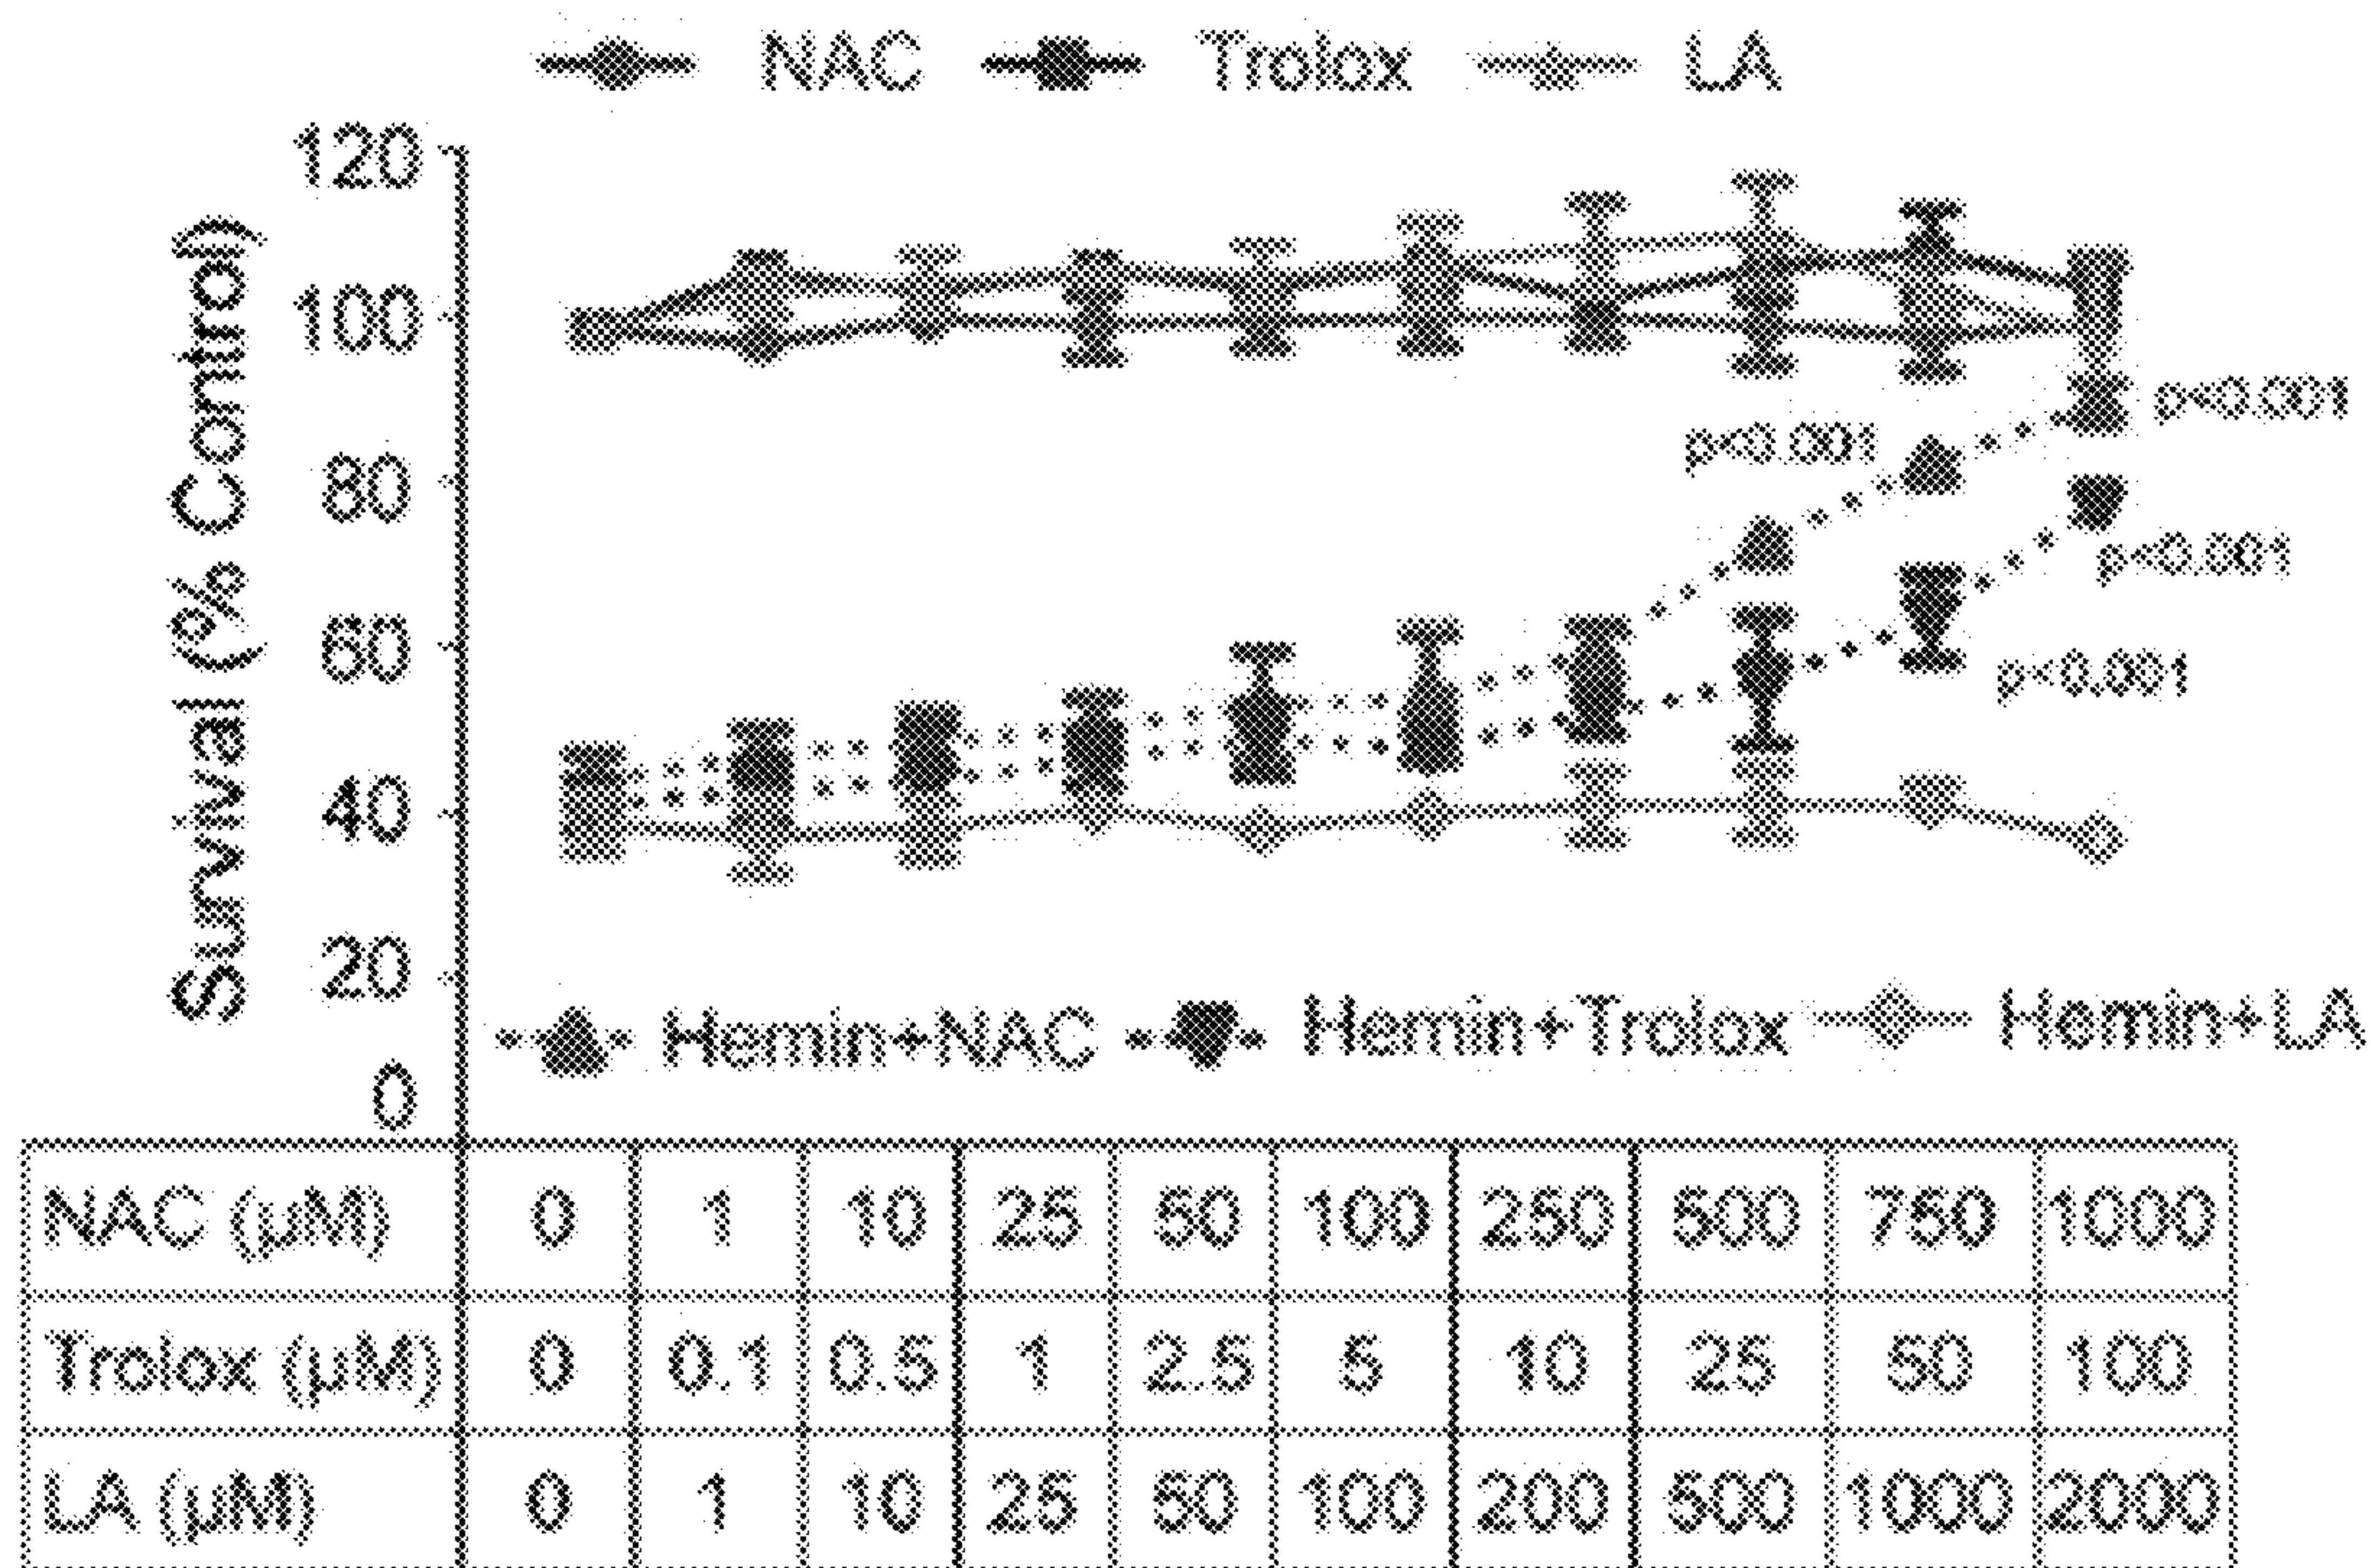 NAC Trolox LA
Survival (% Control)
120
100
80
60
40
20
0
p<0.001
p<0.001
p<0.001
p<0.001
Hemin+NAC Hemin+Trolox Hemin+LA
NAC (µM) 0 1 10 25 50 100 250 500 750 1000
Trolox (µM) 0 0.1 0.5 1 2.5 5 10 25 50 100
LA (µM) 0 1 10 25 50 100 200 500 1000 2000